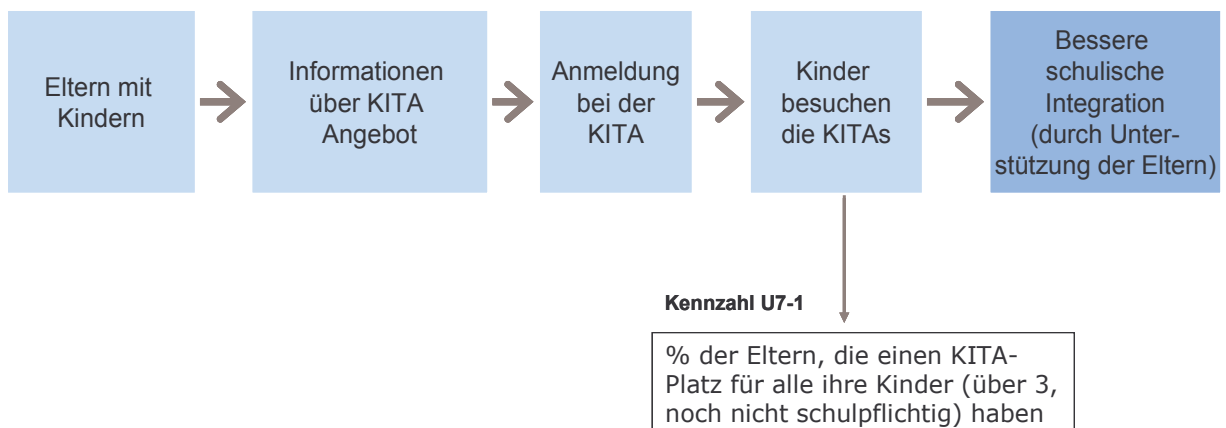 Eltern mit
Kindern
Informationen
über KITA
Angebot
Anmeldung
bei der
KITA
Kinder
besuchen
die KITAs
Bessere
schulische
Integration
(durch Unter-
stützung der Eltern)
Kennzahl U7-1
% der Eltern, die einen KITA-
Platz für alle ihre Kinder (über 3,
noch nicht schulpflichtig) haben